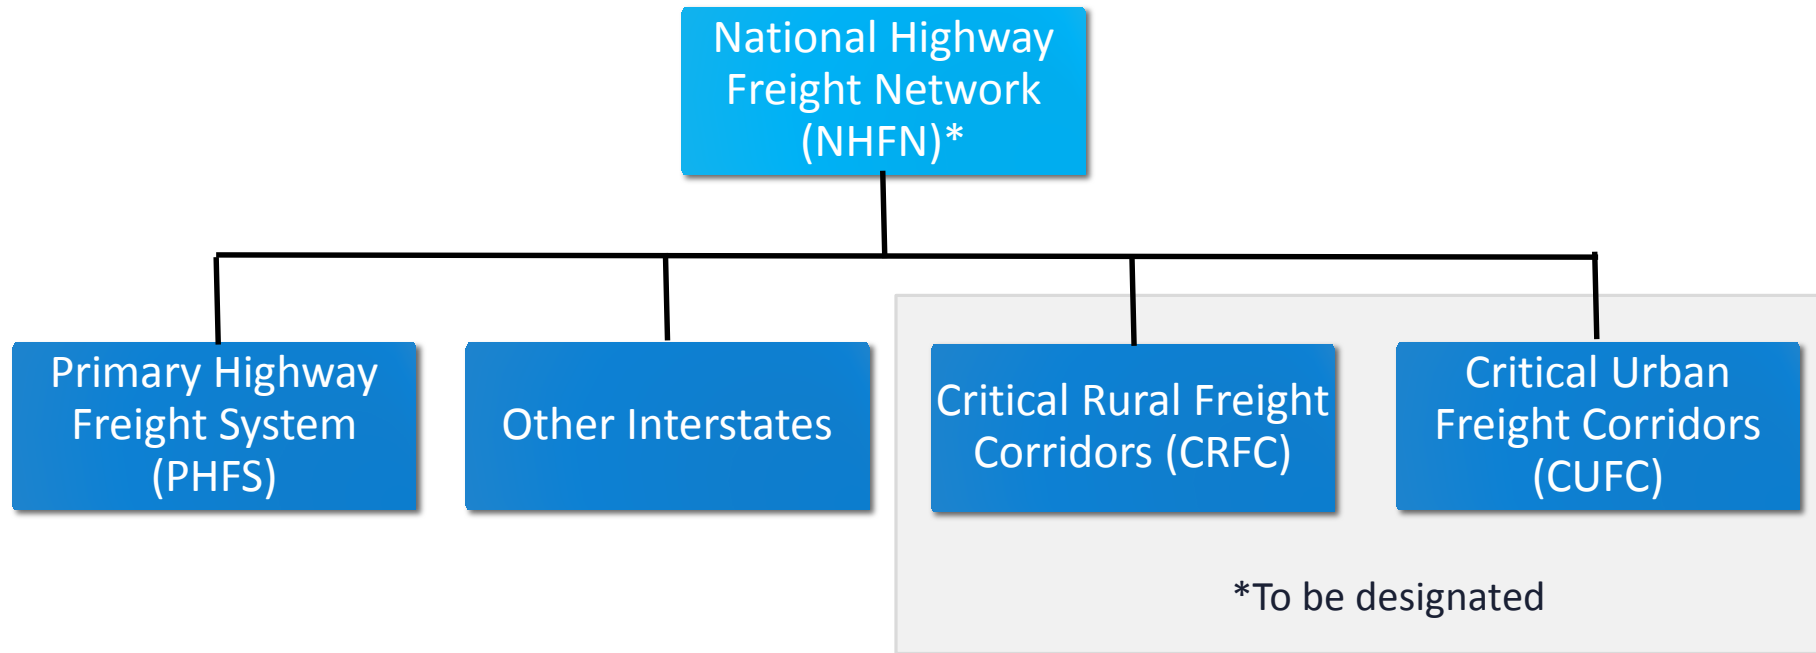 National Highway
Freight Network
(NHFN)*
Primary Highway
Freight System
(PHFS)
Other Interstates
Critical Rural Freight
Corridors (CRFC)
Critical Urban
Freight Corridors
(CUFC)
*To be designated